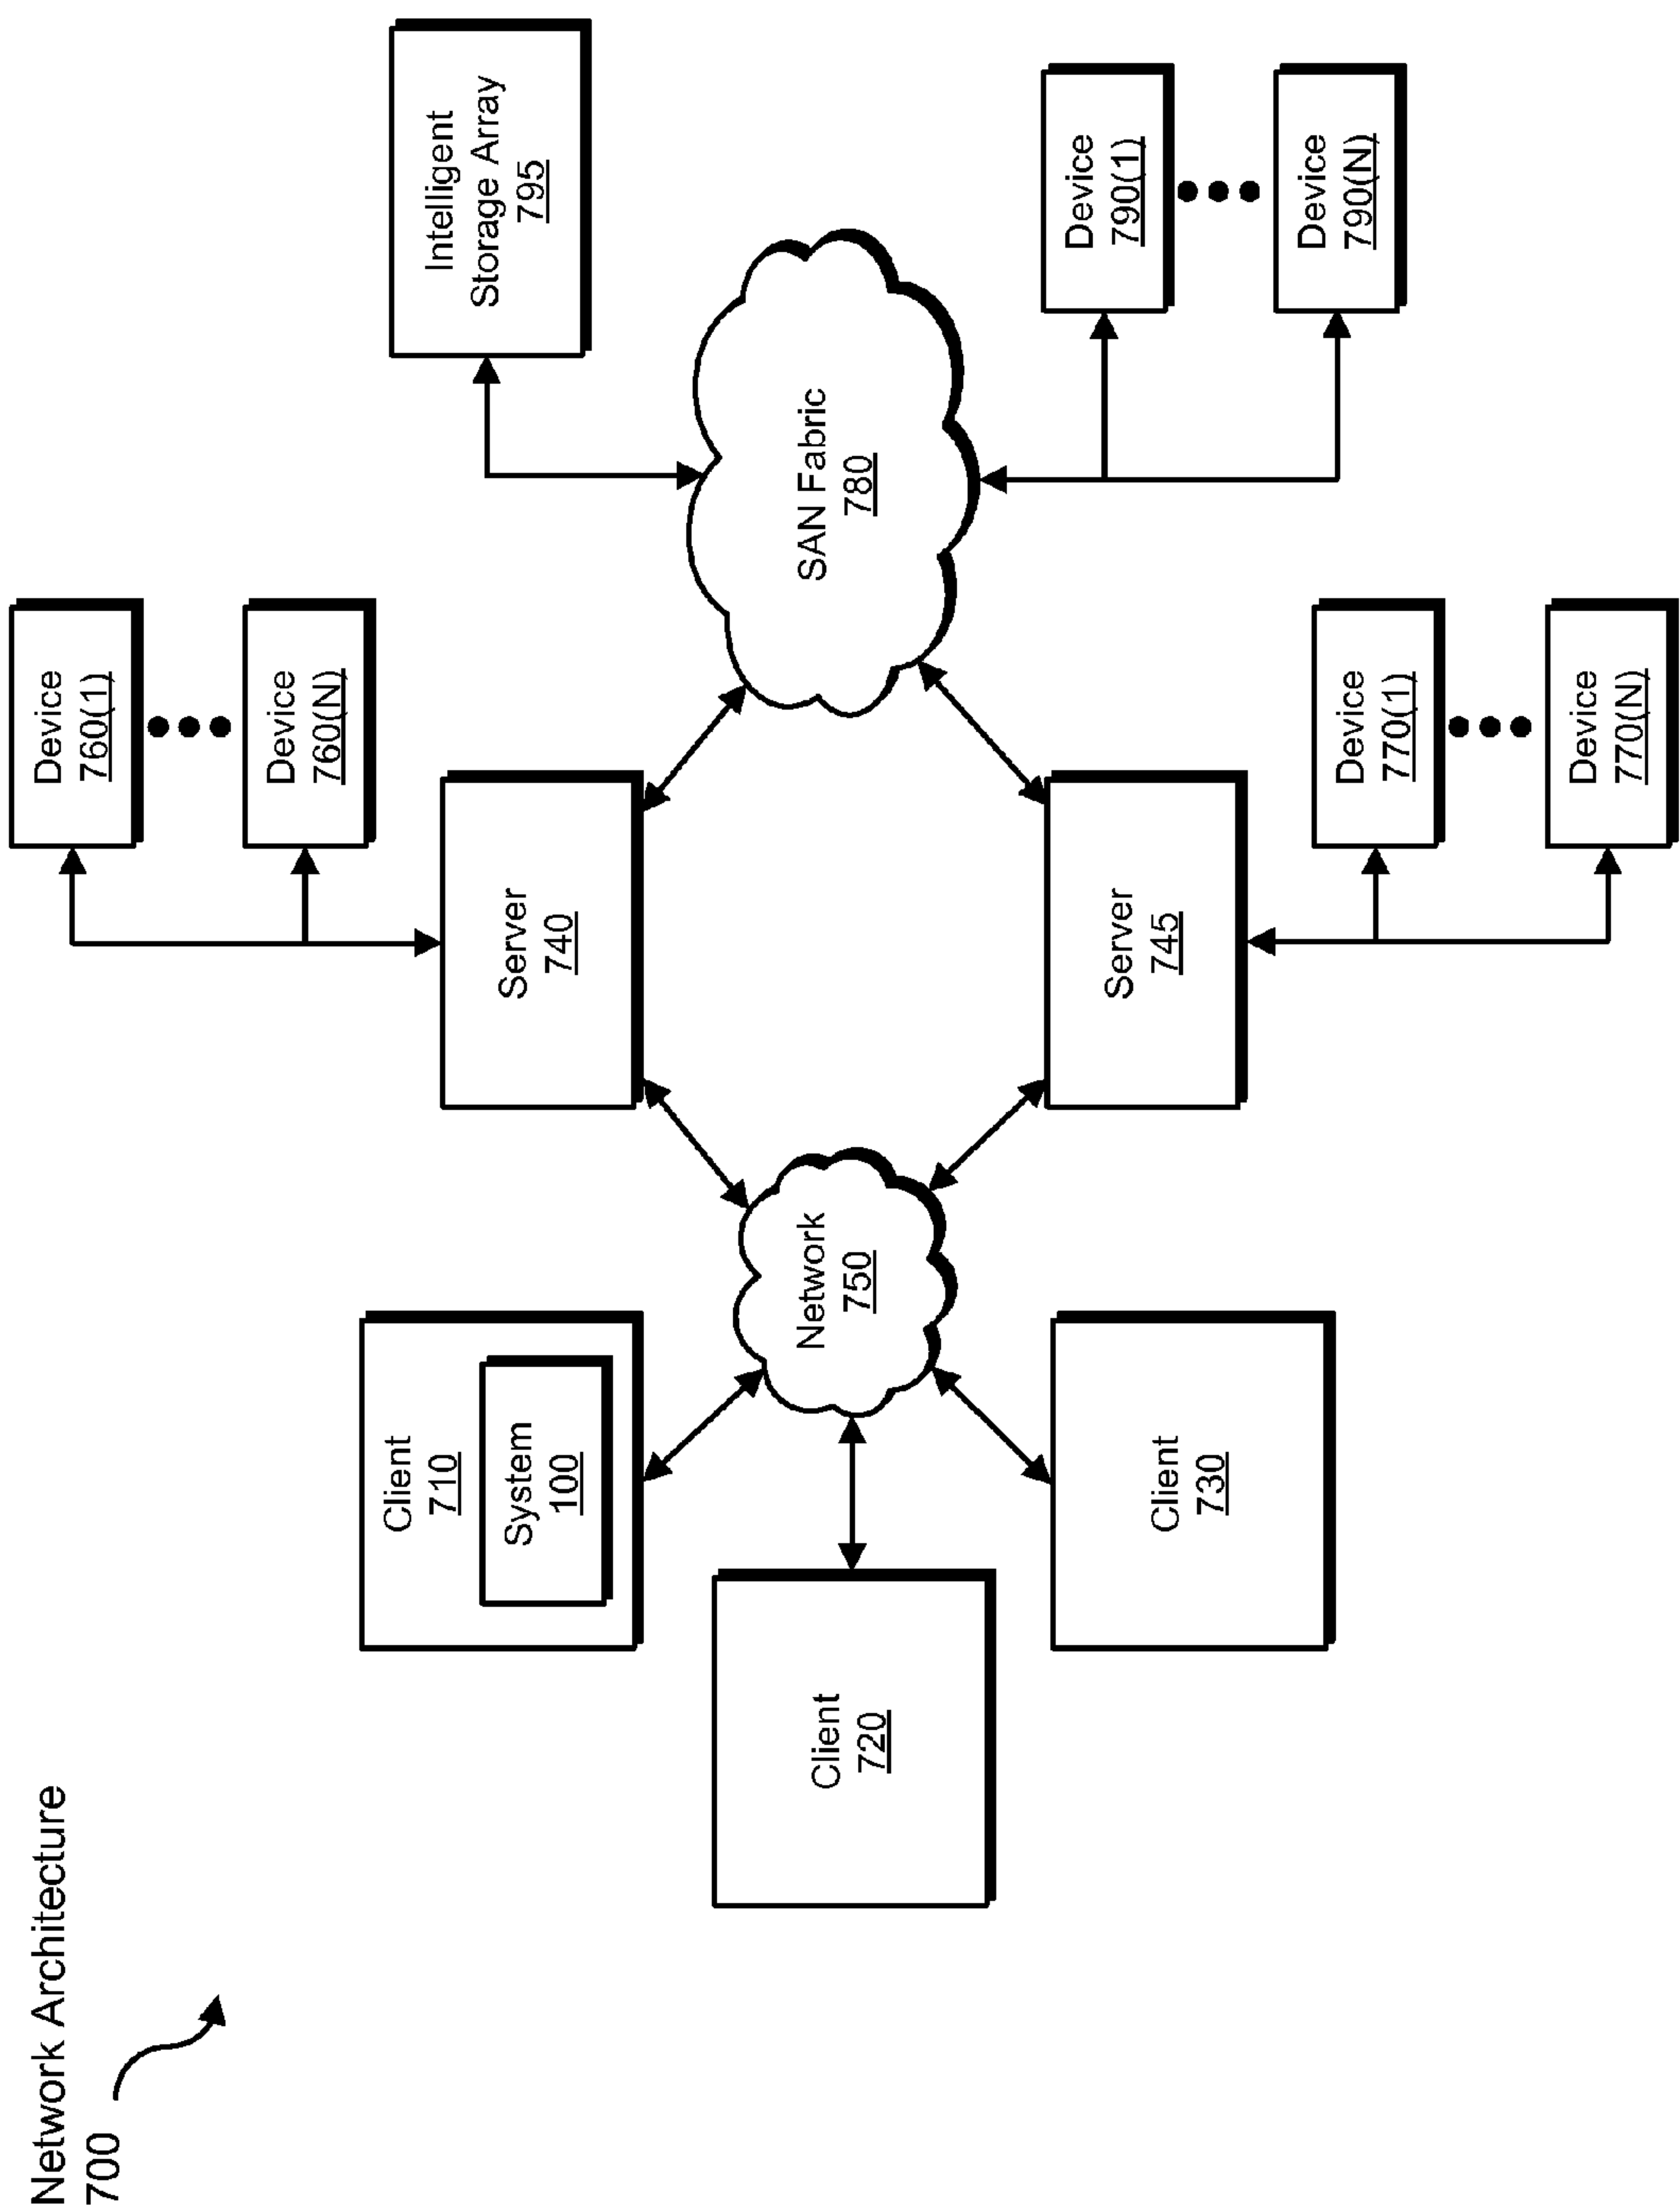 Network Architecture
700
Client
710
System
100
Client
720
Client
730
Network
750
Server
740
Server
745
Device
760(1)
Device
760(N)
Device
770(1)
Device
770(N)
SAN Fabric
780
Intelligent
Storage Array
795
Device
790(1)
Device
790(N)